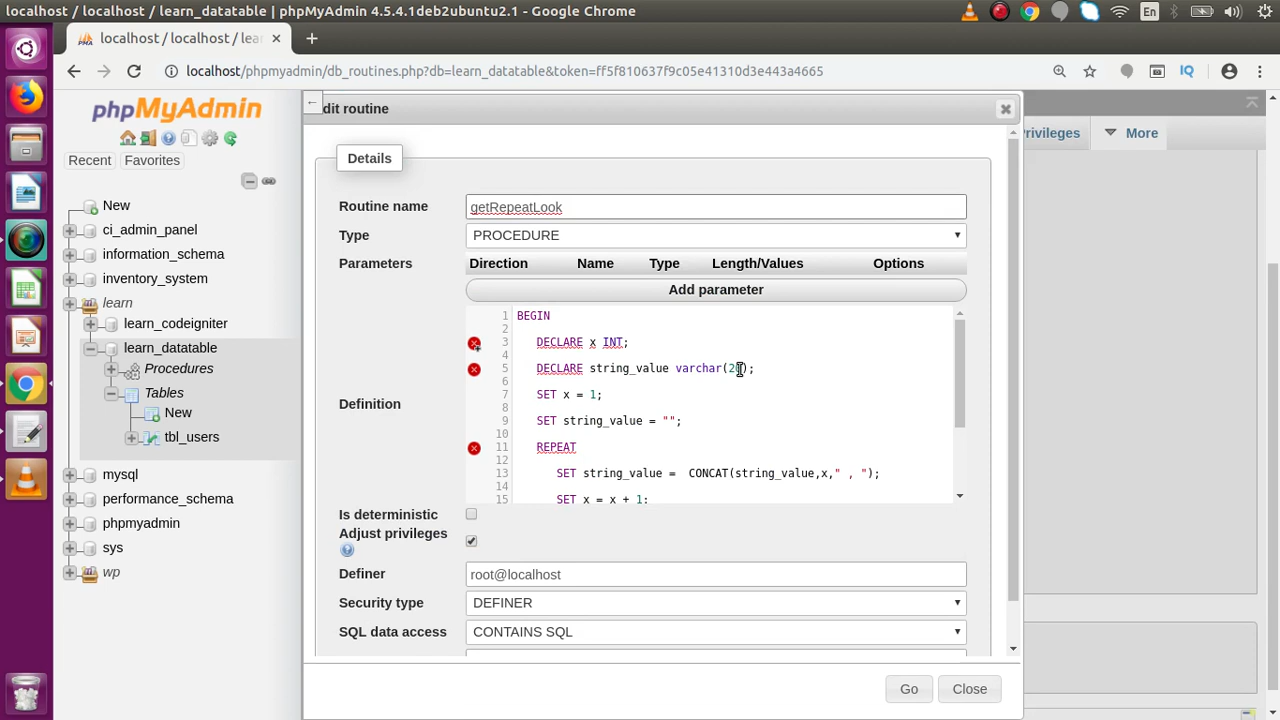 localhost / localhost / learn_datatable | phpMyAdmin 4.5.4.1deb2ubuntu2.1 - Google Chrome
En
localhost / localhost / lear
localhost/phpmyadmin/db_routines.php?db=learn_datatable&token=ff5f810637f9c05e41310d3e443a4665
phpMyAdmin
Recent
Favorites
New
ci_admin_panel
information_schema
inventory_system
learn
learn_codeigniter
learn_datatable
Procedures
Tables
New
tbl_users
mysql
performance_schema
phpmyadmin
sys
wp
dit routine
Details
Routine name
getRepeatLook
Type
PROCEDURE
Parameters
Direction Name Type Length/Values Options
Add parameter
Definition
1 BEGIN
2
3 DECLARE x INT;
4
5 DECLARE string_value varchar(2);
6
7 SET x = 1;
8
9 SET string_value = "";
10
11 REPEAT
12
13 SET string_value = CONCAT(string_value,x," , ");
14
15 SET x = x + 1;
Is deterministic
Adjust privileges
Definer
root@localhost
Security type
DEFINER
SQL data access
CONTAINS SQL
Go
Close
rivileges
More